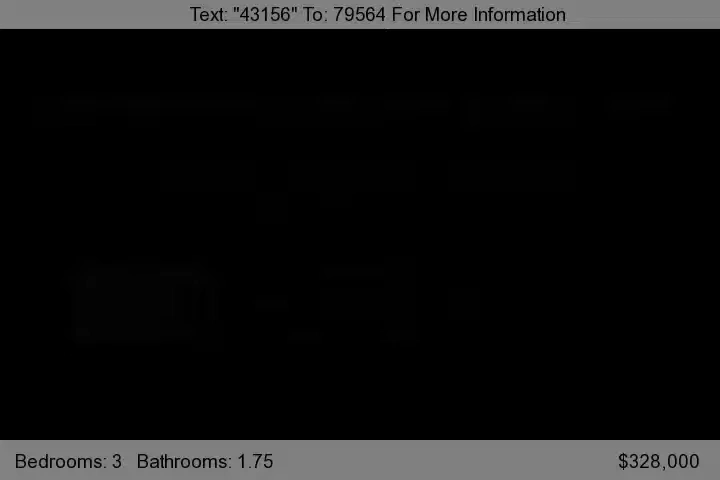 Text: "43156" To: 79564 For More Information
Bedrooms: 3 Bathrooms: 1.75
$328,000